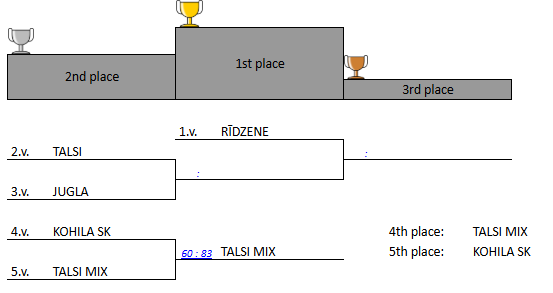 1st place
2nd place
3rd place
1.v. RĪDZENE
2.v. TALSI
:
:
3.v. JUGLA
4.v. KOHILA SK
4th place: TALSI MIX
60 : 83 TALSI MIX
5th place: KOHILA SK
5.v. TALSI MIX